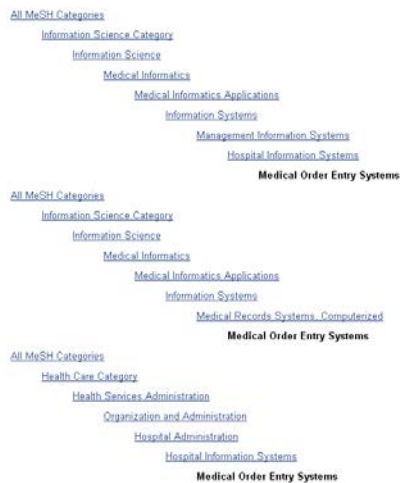 All MeSH Categories
Information Science Category
Information Science
Medical Informatics
Medical Informatics Applications
Information Systems
Management Information Systems
Hospital Information Systems
Medical Order Entry Systems
All MeSH Categories
Information Science Category
Information Science
Medical Informatics
Medical Informatics Applications
Information Systems
Medical Records Systems, Computerized
Medical Order Entry Systems
All MeSH Categories
Health Care Category
Health Services Administration
Organization and Administration
Hospital Administration
Hospital Information Systems
Medical Order Entry Systems